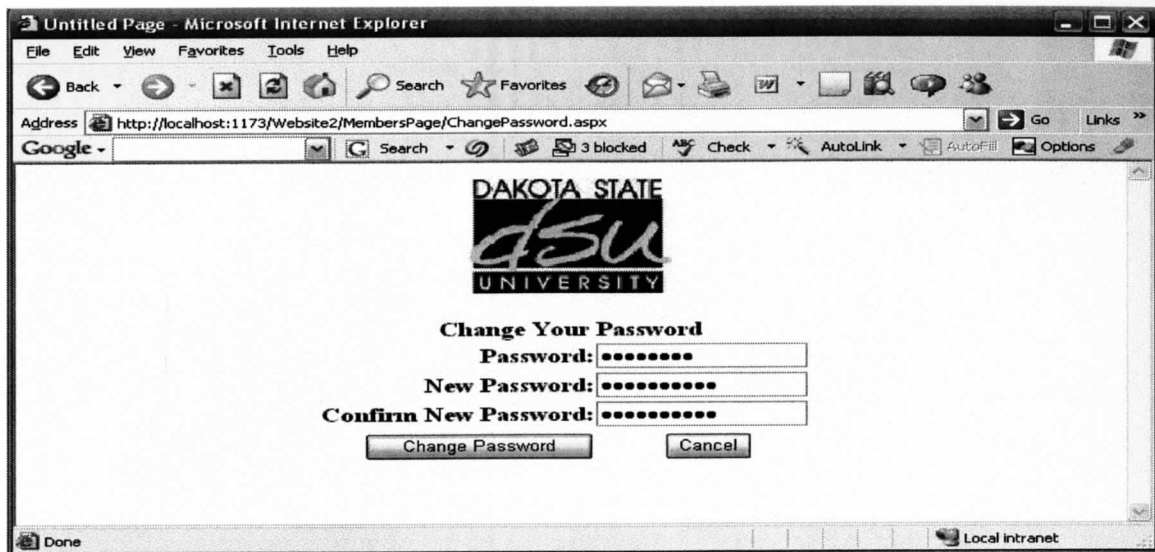 Untitled Page - Microsoft Internet Explorer
File Edit View Favorites Tools Help
Back Search Favorites W
Address http://localhost:1173/Website2/MembersPage/ChangePassword.aspx Go Links »
Google G Search 3 blocked ABC Check AutoLink AutoFill Options
DAKOTA STATE
dsu
UNIVERSITY
Change Your Password
Password: ••••••••
New Password: ••••••••••
Confirm New Password: ••••••••••
Change Password Cancel
Done Local intranet